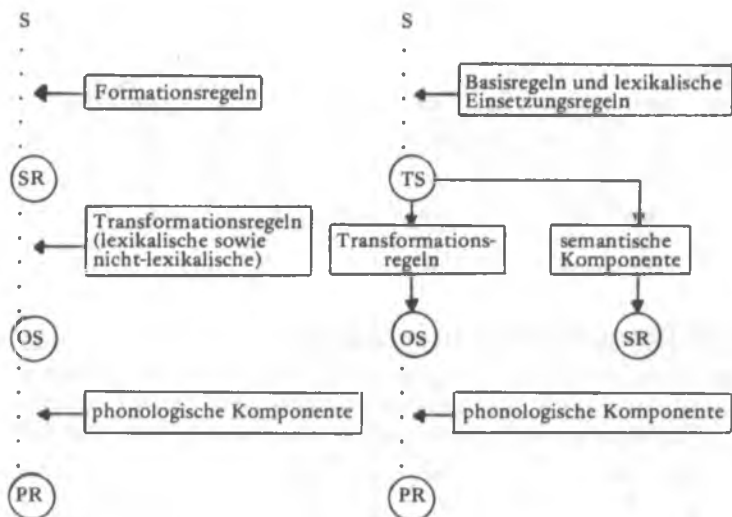 S
Formationsregeln
SR
Transformationsregeln
(lexikalische sowie
nicht-lexikalische)
OS
phonologische Komponente
PR
S
Basisregeln und lexikalische
Einsetzungsregeln
TS
Transformations-
regeln
semantische
Komponente
OS
SR
phonologische Komponente
PR